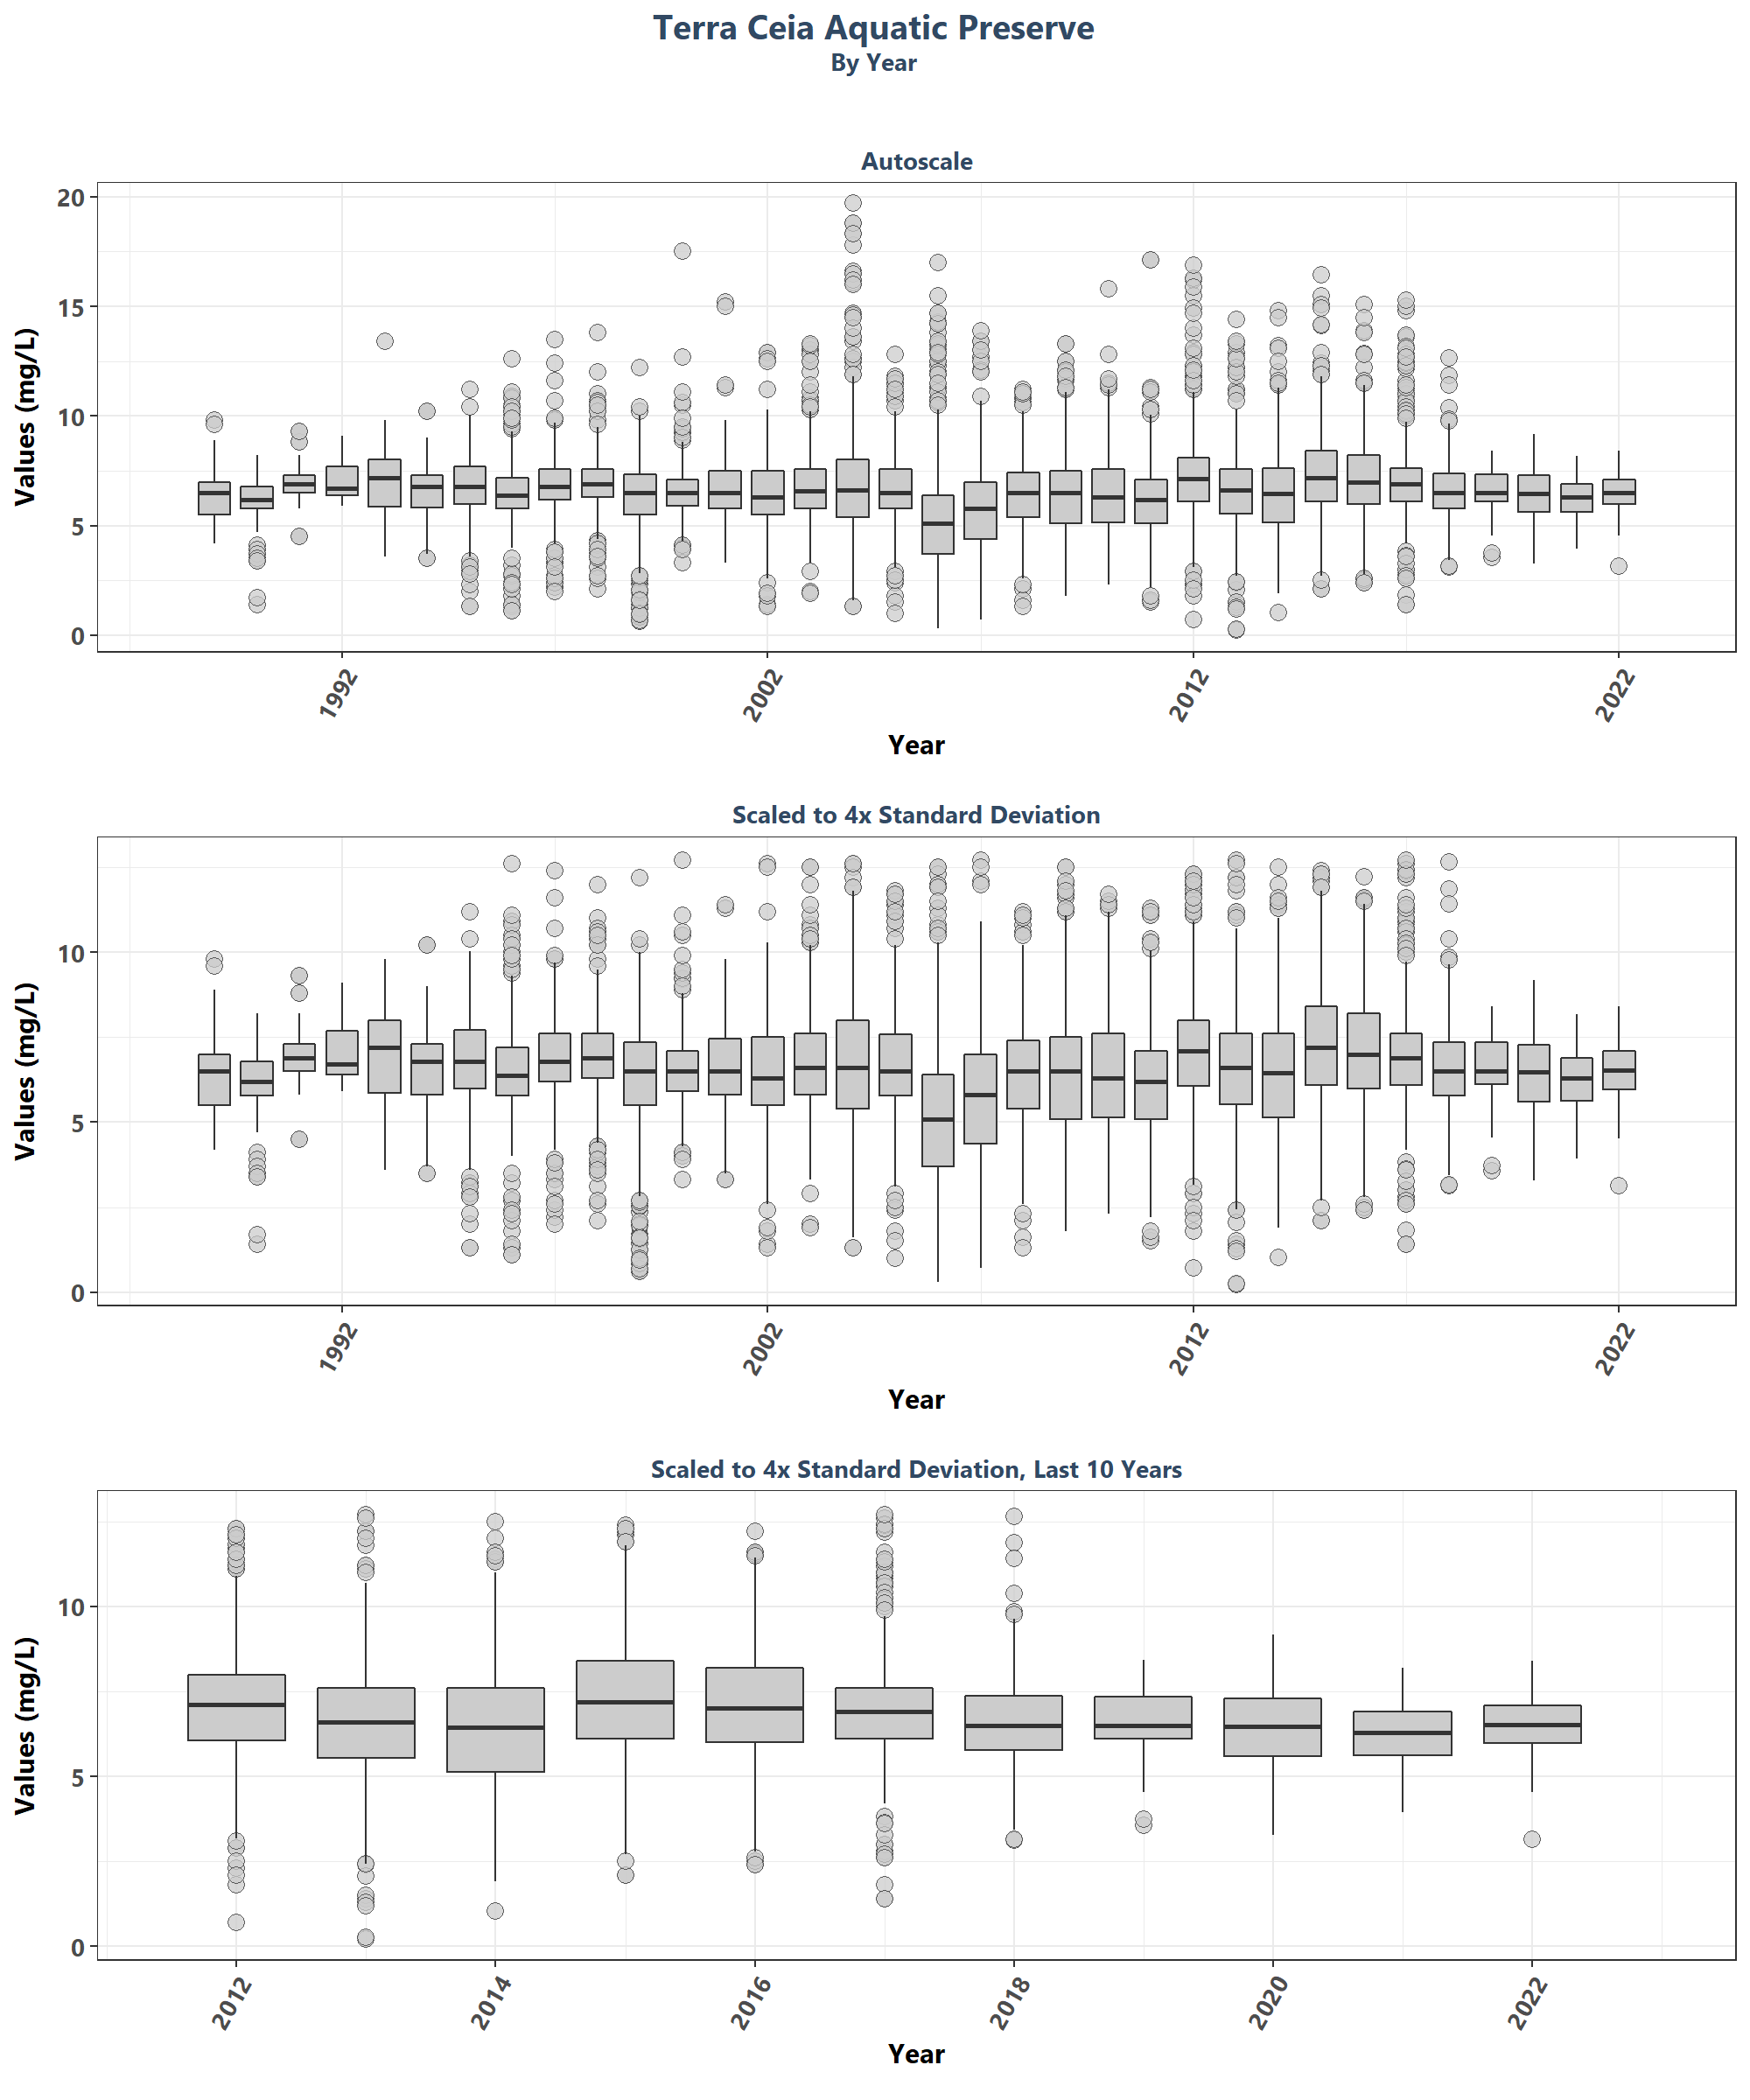 Terra Ceia Aquatic Preserve
By Year
Autoscale
Values (mg/L)
20
15
10
5
0
1992 2002 2012 2022
Year
Scaled to 4x Standard Deviation
Values (mg/L)
10
5
0
1992 2002 2012 2022
Year
Scaled to 4x Standard Deviation, Last 10 Years
Values (mg/L)
10
5
0
2012 2014 2016 2018 2020 2022
Year